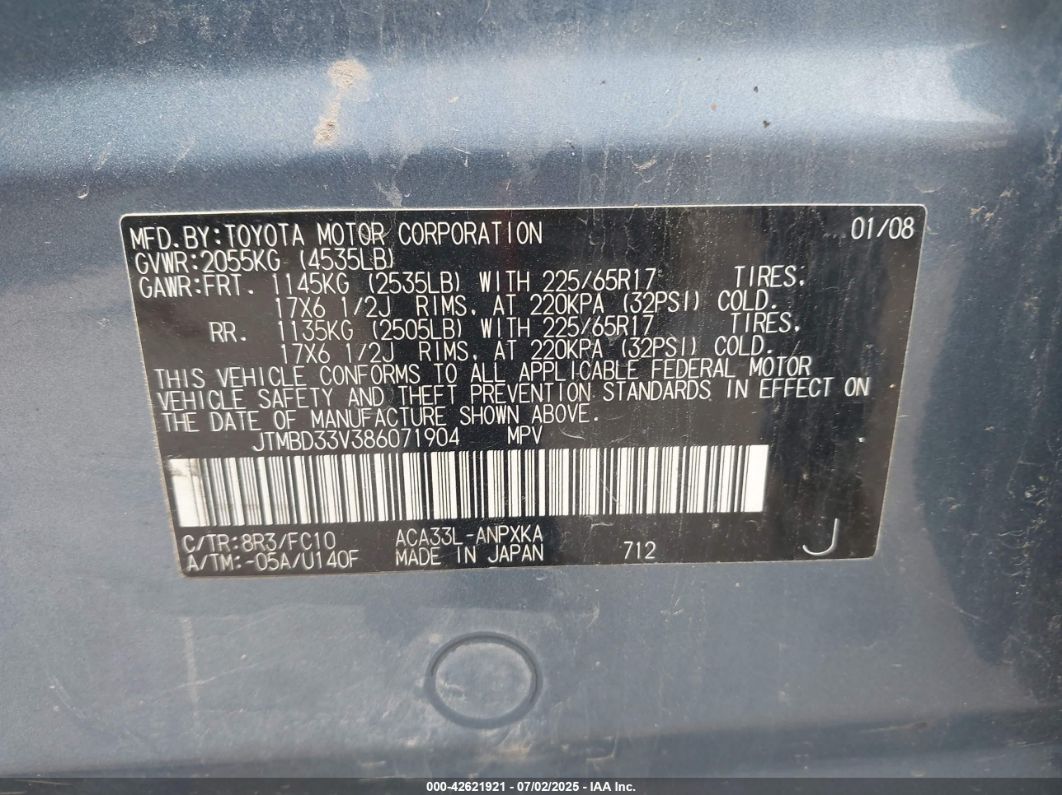 MFD.BY:TOYOTA MOTOR CORPORATION 01/08
GVWR:2055KG (4535LB)
GAWR:FRT. 1145KG (2535LB) WITH 225/65R17 TIRES,
17X6 1/2J RIMS, AT 220KPA (32PSI) COLD.
RR. 1135KG (2505LB) WITH 225/65R17 TIRES,
17X6 1/2J RIMS, AT 220KPA (32PSI) COLD.
THIS VEHICLE CONFORMS TO ALL APPLICABLE FEDERAL MOTOR
VEHICLE SAFETY AND THEFT PREVENTION STANDARDS IN EFFECT ON
THE DATE OF MANUFACTURE SHOWN ABOVE.
JTMBD33V386071904 MPV
C/TR:8R3/FC10 ACA33L-ANPXKA
A/TM:-05A/U140F MADE IN JAPAN 712 J
000-42621921 - 07/02/2025 - IAA Inc.